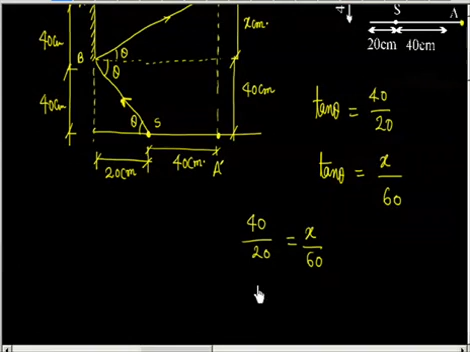 S A
20cm 40cm
40cm
x cm.
B θ
θ
40cm
40cm
θ S
A'
20cm 40cm.
tanθ = 40/20
tanθ = x/60
40/20 = x/60